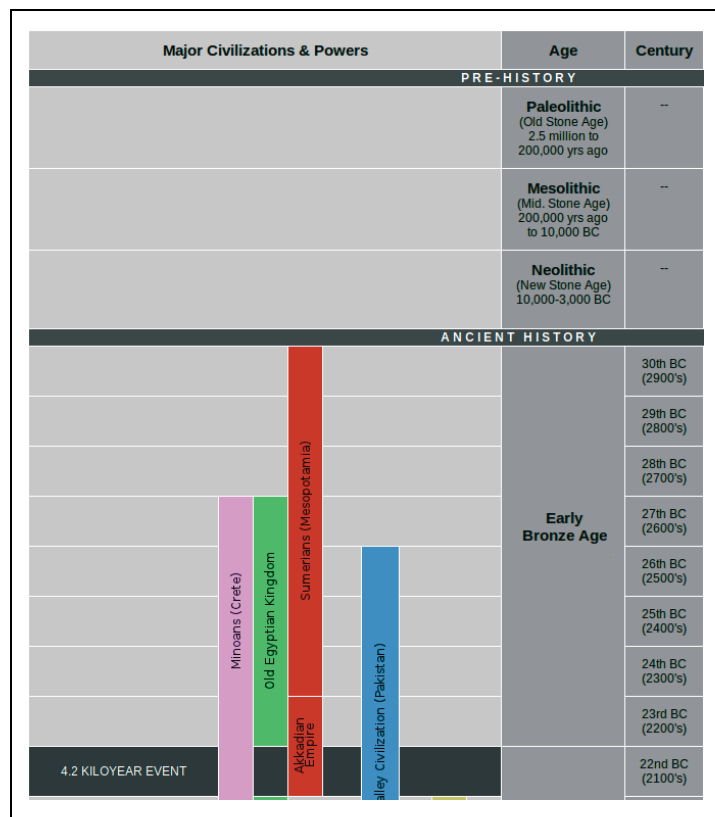 Major Civilizations & Powers
Age
Century
PRE-HISTORY
Paleolithic
(Old Stone Age)
2.5 million to
200,000 yrs ago
--
Mesolithic
(Mid. Stone Age)
200,000 yrs ago
to 10,000 BC
--
Neolithic
(New Stone Age)
10,000-3,000 BC
--
ANCIENT HISTORY
30th BC
(2900's)
29th BC
(2800's)
28th BC
(2700's)
27th BC
(2600's)
26th BC
(2500's)
25th BC
(2400's)
24th BC
(2300's)
23rd BC
(2200's)
22nd BC
(2100's)
Early
Bronze Age
Minoans (Crete)
Old Egyptian Kingdom
Sumerians (Mesopotamia)
Akkadian
Empire
alley Civilization (Pakistan)
4.2 KILOYEAR EVENT